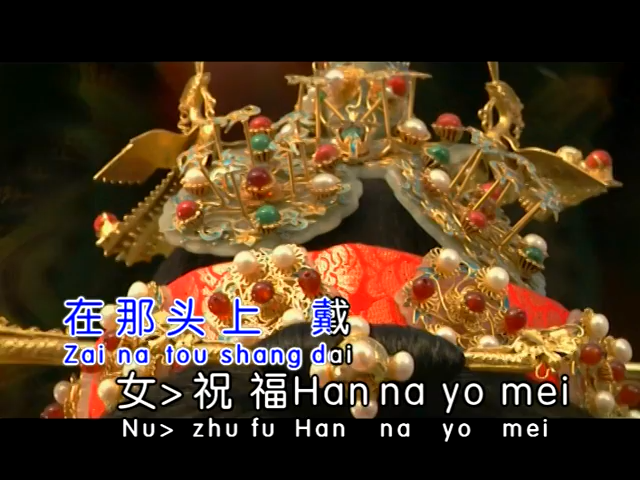 在那头上 戴
Zai na tou shang dai
女>祝福Han na yo mei
Nu> zhu fu Han na yo mei